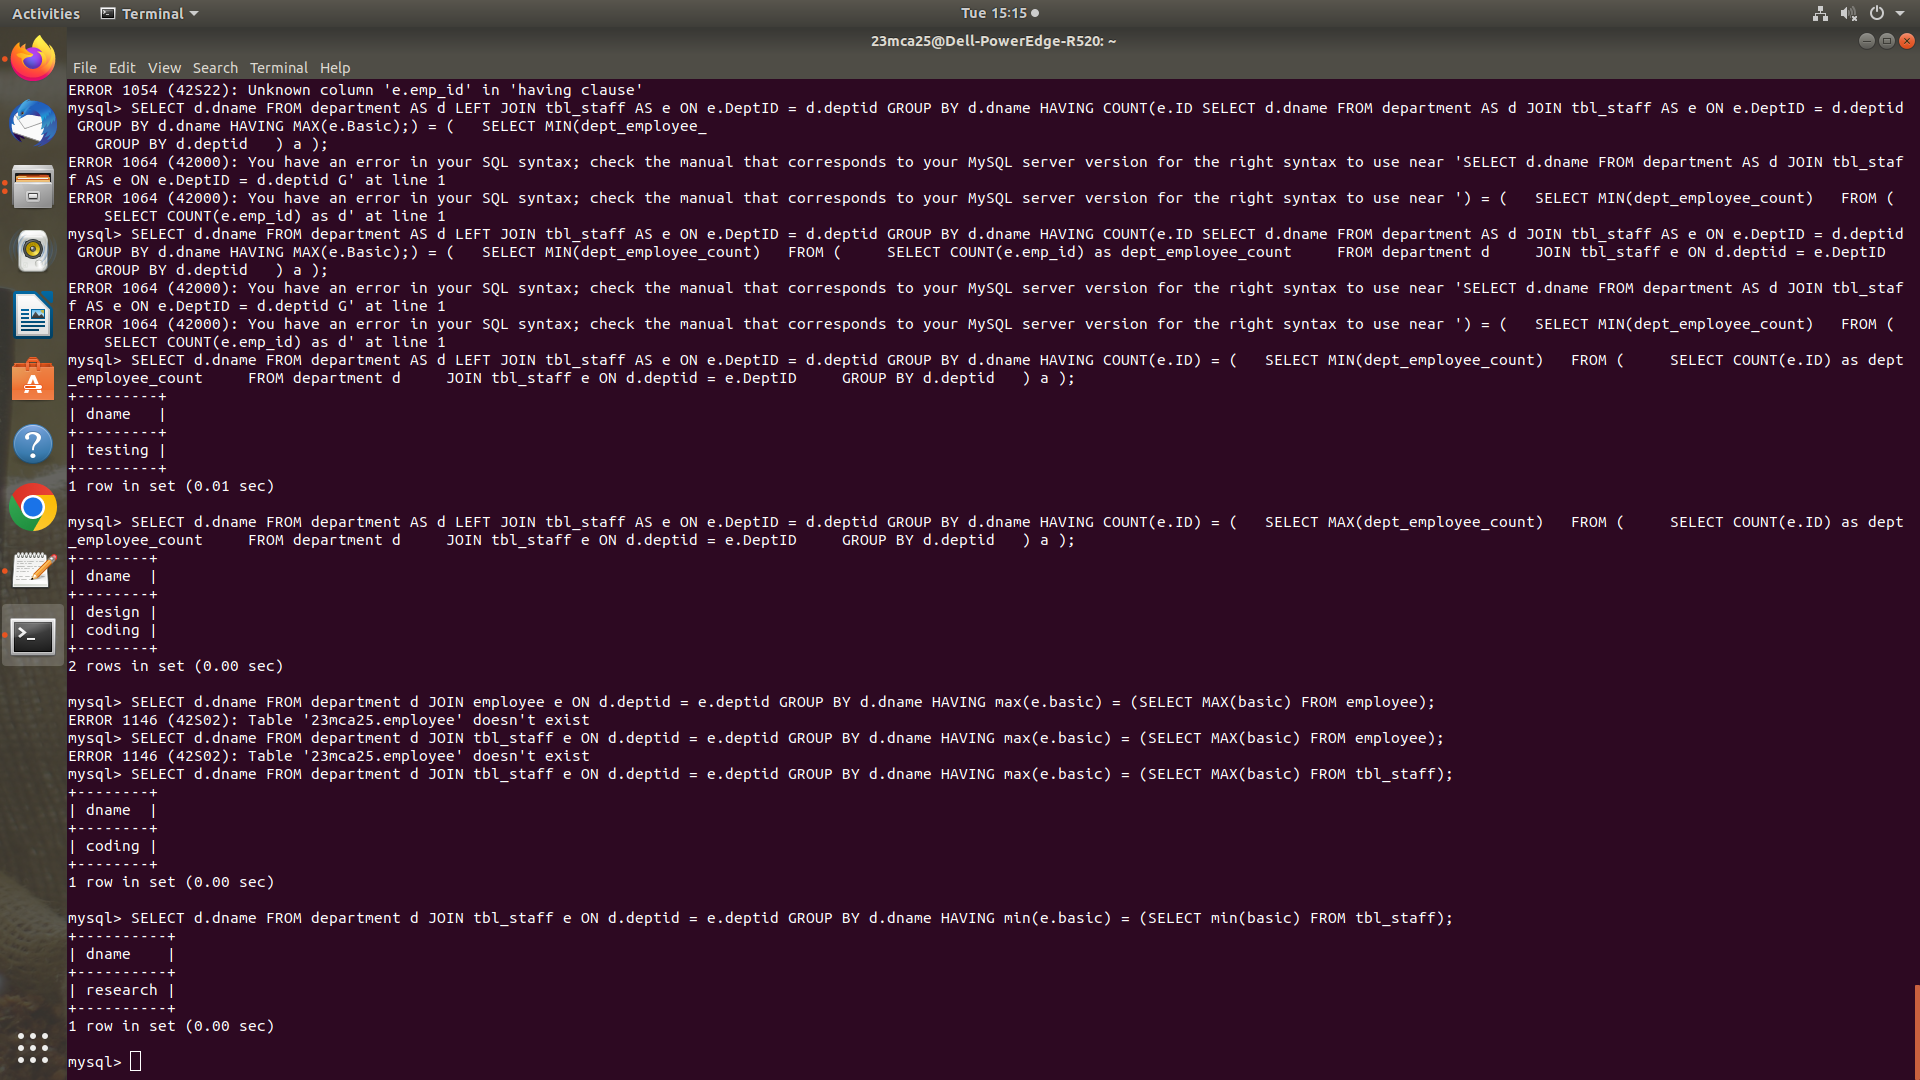 Activities Terminal Tue 15:15
23mca25@Dell-PowerEdge-R520: ~
File Edit View Search Terminal Help
ERROR 1054 (42S22): Unknown column 'e.emp_id' in 'having clause'
mysql> SELECT d.dname FROM department AS d LEFT JOIN tbl_staff AS e ON e.DeptID = d.deptid GROUP BY d.dname HAVING COUNT(e.ID SELECT d.dname FROM department AS d JOIN tbl_staff AS e ON e.DeptID = d.deptid
 GROUP BY d.dname HAVING MAX(e.Basic);) = (   SELECT MIN(dept_employee_
   GROUP BY d.deptid   ) a );
ERROR 1064 (42000): You have an error in your SQL syntax; check the manual that corresponds to your MySQL server version for the right syntax to use near 'SELECT d.dname FROM department AS d JOIN tbl_staf
f AS e ON e.DeptID = d.deptid G' at line 1
ERROR 1064 (42000): You have an error in your SQL syntax; check the manual that corresponds to your MySQL server version for the right syntax to use near ') = (   SELECT MIN(dept_employee_count)   FROM (
    SELECT COUNT(e.emp_id) as d' at line 1
mysql> SELECT d.dname FROM department AS d LEFT JOIN tbl_staff AS e ON e.DeptID = d.deptid GROUP BY d.dname HAVING COUNT(e.ID SELECT d.dname FROM department AS d JOIN tbl_staff AS e ON e.DeptID = d.deptid
 GROUP BY d.dname HAVING MAX(e.Basic);) = (   SELECT MIN(dept_employee_count)   FROM (     SELECT COUNT(e.emp_id) as dept_employee_count     FROM department d     JOIN tbl_staff e ON d.deptid = e.DeptID
   GROUP BY d.deptid   ) a );
ERROR 1064 (42000): You have an error in your SQL syntax; check the manual that corresponds to your MySQL server version for the right syntax to use near 'SELECT d.dname FROM department AS d JOIN tbl_staf
f AS e ON e.DeptID = d.deptid G' at line 1
ERROR 1064 (42000): You have an error in your SQL syntax; check the manual that corresponds to your MySQL server version for the right syntax to use near ') = (   SELECT MIN(dept_employee_count)   FROM (
    SELECT COUNT(e.emp_id) as d' at line 1
mysql> SELECT d.dname FROM department AS d LEFT JOIN tbl_staff AS e ON e.DeptID = d.deptid GROUP BY d.dname HAVING COUNT(e.ID) = (   SELECT MIN(dept_employee_count)   FROM (     SELECT COUNT(e.ID) as dept
_employee_count     FROM department d     JOIN tbl_staff e ON d.deptid = e.DeptID     GROUP BY d.deptid   ) a );
+---------+
| dname   |
+---------+
| testing |
+---------+
1 row in set (0.01 sec)
mysql> SELECT d.dname FROM department AS d LEFT JOIN tbl_staff AS e ON e.DeptID = d.deptid GROUP BY d.dname HAVING COUNT(e.ID) = (   SELECT MAX(dept_employee_count)   FROM (     SELECT COUNT(e.ID) as dept
_employee_count     FROM department d     JOIN tbl_staff e ON d.deptid = e.DeptID     GROUP BY d.deptid   ) a );
+--------+
| dname  |
+--------+
| design |
| coding |
+--------+
2 rows in set (0.00 sec)
mysql> SELECT d.dname FROM department d JOIN employee e ON d.deptid = e.deptid GROUP BY d.dname HAVING max(e.basic) = (SELECT MAX(basic) FROM employee);
ERROR 1146 (42S02): Table '23mca25.employee' doesn't exist
mysql> SELECT d.dname FROM department d JOIN tbl_staff e ON d.deptid = e.deptid GROUP BY d.dname HAVING max(e.basic) = (SELECT MAX(basic) FROM employee);
ERROR 1146 (42S02): Table '23mca25.employee' doesn't exist
mysql> SELECT d.dname FROM department d JOIN tbl_staff e ON d.deptid = e.deptid GROUP BY d.dname HAVING max(e.basic) = (SELECT MAX(basic) FROM tbl_staff);
+--------+
| dname  |
+--------+
| coding |
+--------+
1 row in set (0.00 sec)
mysql> SELECT d.dname FROM department d JOIN tbl_staff e ON d.deptid = e.deptid GROUP BY d.dname HAVING min(e.basic) = (SELECT min(basic) FROM tbl_staff);
+----------+
| dname    |
+----------+
| research |
+----------+
1 row in set (0.00 sec)
mysql>